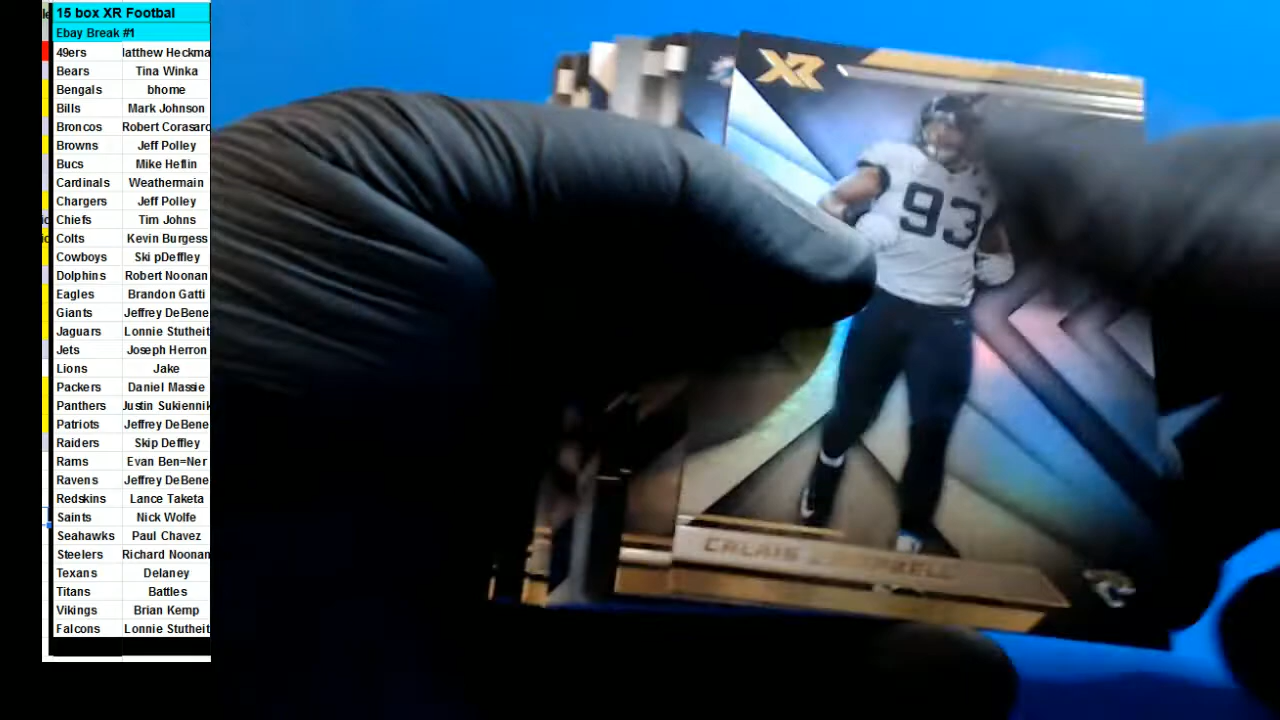 15 box XR Footbal
Ebay Break #1
49ers latthew Heckma
Bears Tina Winka
Bengals bhome
Bills Mark Johnson
Broncos Robert Corasaro
Browns Jeff Polley
Bucs Mike Heflin
Cardinals Weathermain
Chargers Jeff Polley
Chiefs Tim Johns
Colts Kevin Burgess
Cowboys Ski pDeffley
Dolphins Robert Noonan
Eagles Brandon Gatti
Giants Jeffrey DeBene
Jaguars Lonnie Stutheit
Jets Joseph Herron
Lions Jake
Packers Daniel Massie
Panthers Justin Sukiennik
Patriots Jeffrey DeBene
Raiders Skip Deffley
Rams Evan Ben=Ner
Ravens Jeffrey DeBene
Redskins Lance Taketa
Saints Nick Wolfe
Seahawks Paul Chavez
Steelers Richard Noonan
Texans Delaney
Titans Battles
Vikings Brian Kemp
Falcons Lonnie Stutheit
XR
93
CALAIS CAMPBELL